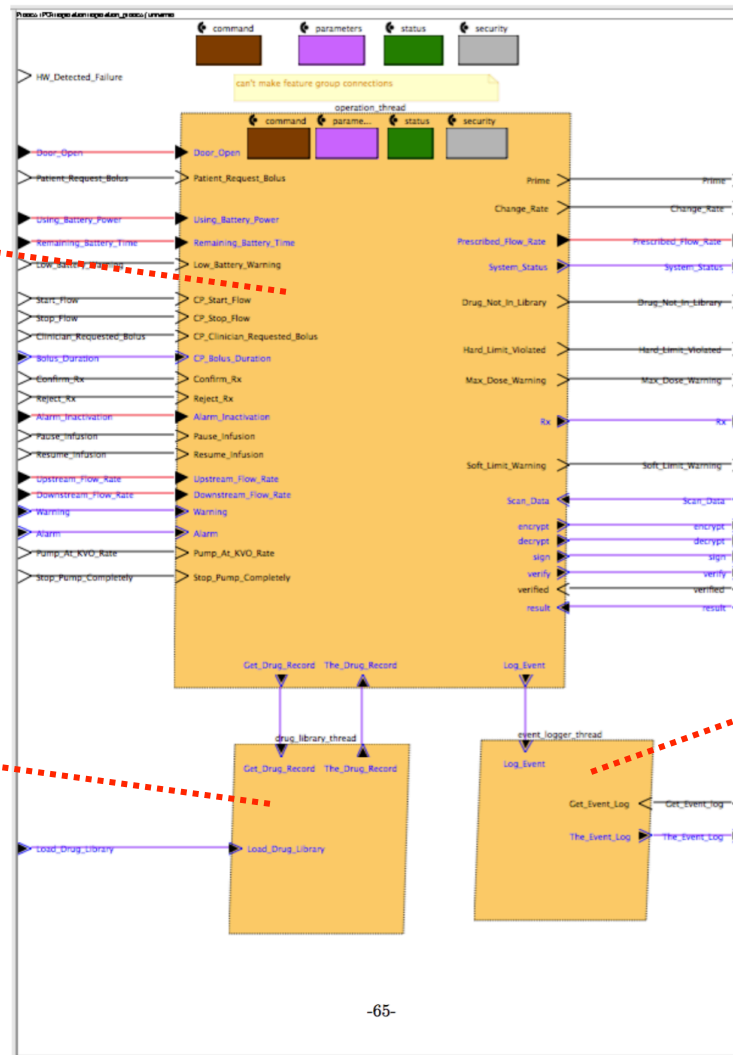 command parameters status security
HW_Detected_Failure
can't make feature group connections
operation_thread
command parame... status security
Door_Open Door_Open
Patient_Request_Bolus Patient_Request_Bolus Prime Prime
Change_Rate Change_Rate
Using_Battery_Power Using_Battery_Power
Remaining_Battery_Time Remaining_Battery_Time Prescribed_Flow_Rate Prescribed_Flow_Rate
Low_Battery_Warning Low_Battery_Warning System_Status System_Status
Start_Flow CP_Start_Flow Drug_Not_In_Library Drug_Not_In_Library
Stop_Flow CP_Stop_Flow
Clinician_Requested_Bolus CP_Clinician_Requested_Bolus
Hard_Limit_Violated Hard_Limit_Violated
Bolus_Duration CP_Bolus_Duration
Confirm_Rx Confirm_Rx Max_Dose_Warning Max_Dose_Warning
Reject_Rx Reject_Rx
Alarm_Inactivation Alarm_Inactivation Rx Rx
Pause_Infusion Pause_Infusion
Resume_Infusion Resume_Infusion
Soft_Limit_Warning Soft_Limit_Warning
Upstream_Flow_Rate Upstream_Flow_Rate
Downstream_Flow_Rate Downstream_Flow_Rate Scan_Data Scan_Data
Warning Warning
encrypt encrypt
Alarm Alarm
decrypt decrypt
Pump_At_KVO_Rate Pump_At_KVO_Rate sign sign
Stop_Pump_Completely Stop_Pump_Completely verify verify
verified verified
result result
Get_Drug_Record The_Drug_Record Log_Event
drug_library_thread event_logger_thread
Get_Drug_Record The_Drug_Record Log_Event
Get_Event_Log Get_Event_log
The_Event_Log The_Event_Log
Load_Drug_Library Load_Drug_Library
-65-